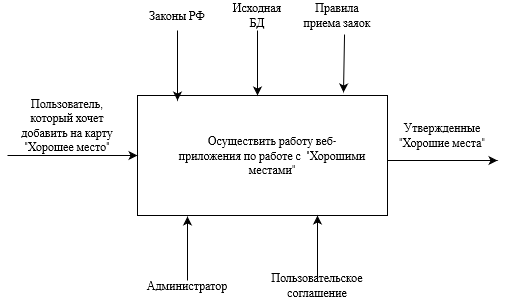 Законы РФ
Исходная
БД
Правила
приема заяок
Пользователь,
который хочет
добавить на карту
"Хорошее место"
Осуществить работу веб-
приложения по работе с "Хорошими
местами"
Утвержденные
"Хорошие места"
Администратор
Пользовательское
соглашение